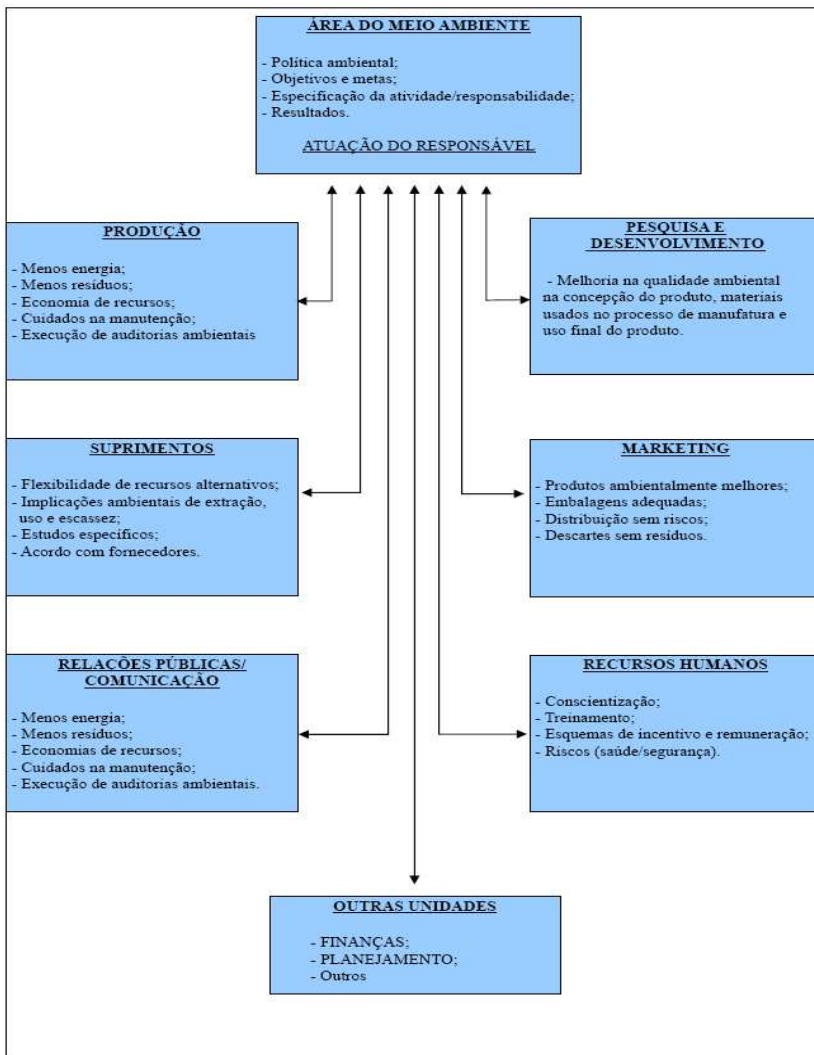 ÁREA DO MEIO AMBIENTE
- Política ambiental;
- Objetivos e metas;
- Especificação da atividade/responsabilidade;
- Resultados.
ATUAÇÃO DO RESPONSÁVEL
PRODUÇÃO
- Menos energia;
- Menos resíduos;
- Economia de recursos;
- Cuidados na manutenção;
- Execução de auditorias ambientais
PESQUISA E
DESENVOLVIMENTO
- Melhoria na qualidade ambiental
na concepção do produto, materiais
usados no processo de manufatura e
uso final do produto.
SUPRIMENTOS
- Flexibilidade de recursos alternativos;
- Implicações ambientais de extração,
uso e escassez;
- Estudos específicos;
- Acordo com fornecedores.
MARKETING
- Produtos ambientalmente melhores;
- Embalagens adequadas;
- Distribuição sem riscos;
- Descartes sem resíduos.
RELAÇÕES PÚBLICAS/
COMUNICAÇÃO
- Menos energia;
- Menos resíduos;
- Economias de recursos;
- Cuidados na manutenção;
- Execução de auditorias ambientais.
RECURSOS HUMANOS
- Conscientização;
- Treinamento;
- Esquemas de incentivo e remuneração;
- Riscos (saúde/segurança).
OUTRAS UNIDADES
- FINANÇAS;
- PLANEJAMENTO;
- Outros